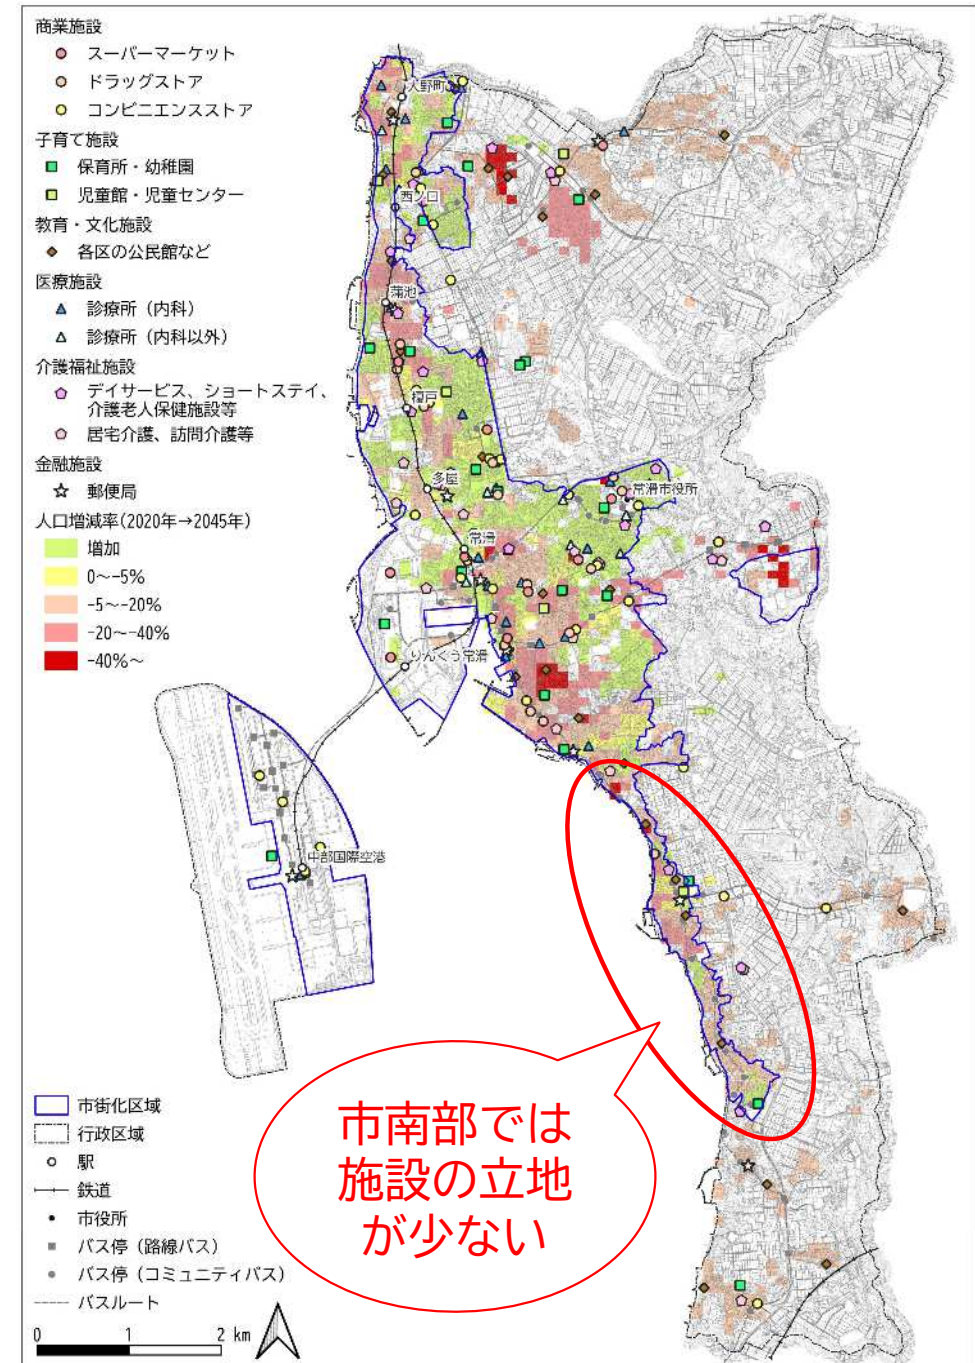 商業施設
スーパーマーケット
ドラッグストア
コンビニエンスストア
子育て施設
保育所・幼稚園
児童館・児童センター
教育・文化施設
各区の公民館など
医療施設
診療所（内科）
診療所（内科以外）
介護福祉施設
デイサービス、ショートステイ、
介護老人保健施設等
居宅介護、訪問介護等
金融施設
郵便局
人口増減率(2020年→2045年)
増加
0～-5%
-5～-20%
-20～-40%
-40%～
大野町
西ノ口
蒲池
榎戸
多屋
常滑市役所
常滑
りんくう常滑
中部国際空港
市南部では
施設の立地
が少ない
市街化区域
行政区域
駅
鉄道
市役所
バス停（路線バス）
バス停（コミュニティバス）
バスルート
0 1 2 km